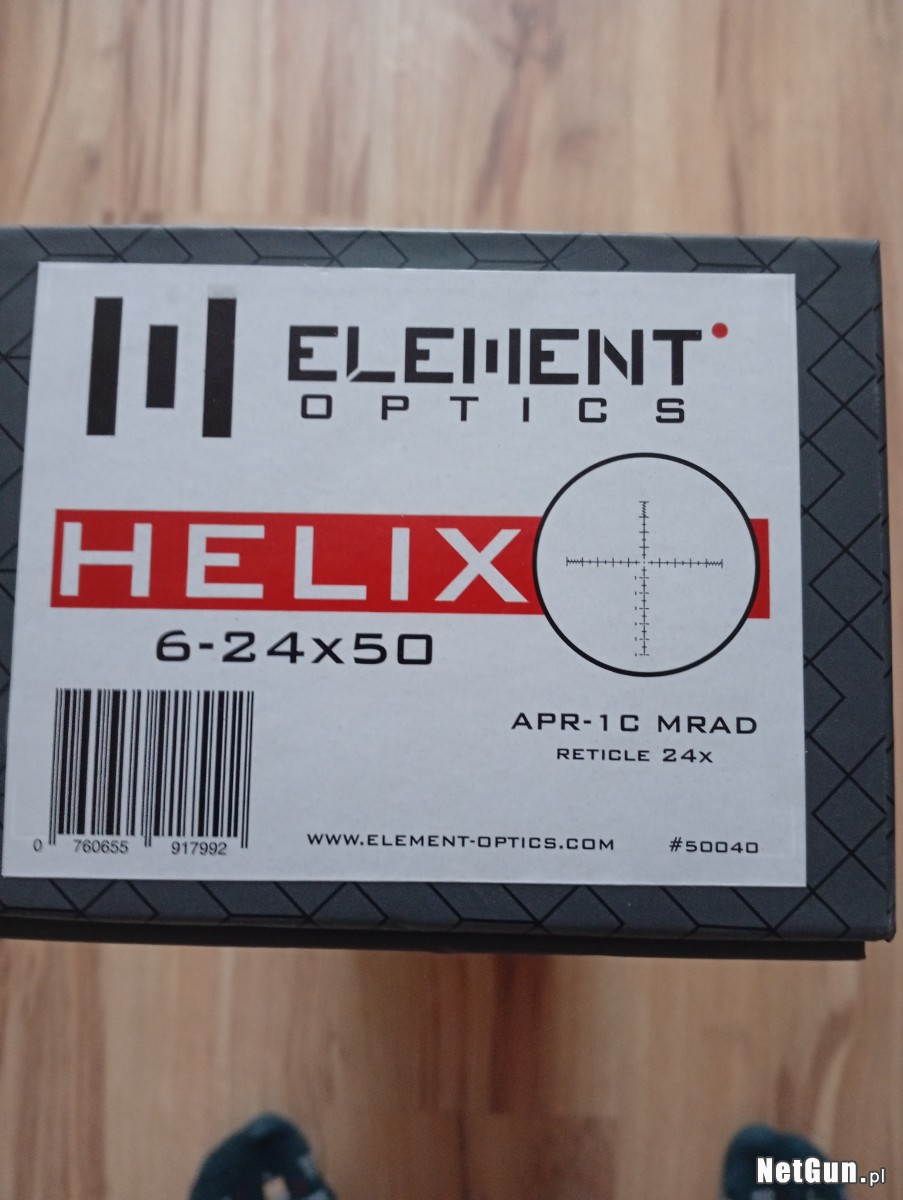 ELEMENT
OPTICS
HELIX
6-24x50
APR-1C MRAD
RETICLE 24X
0 760655 917992
WWW.ELEMENT-OPTICS.COM
#50040
NetGun.pl